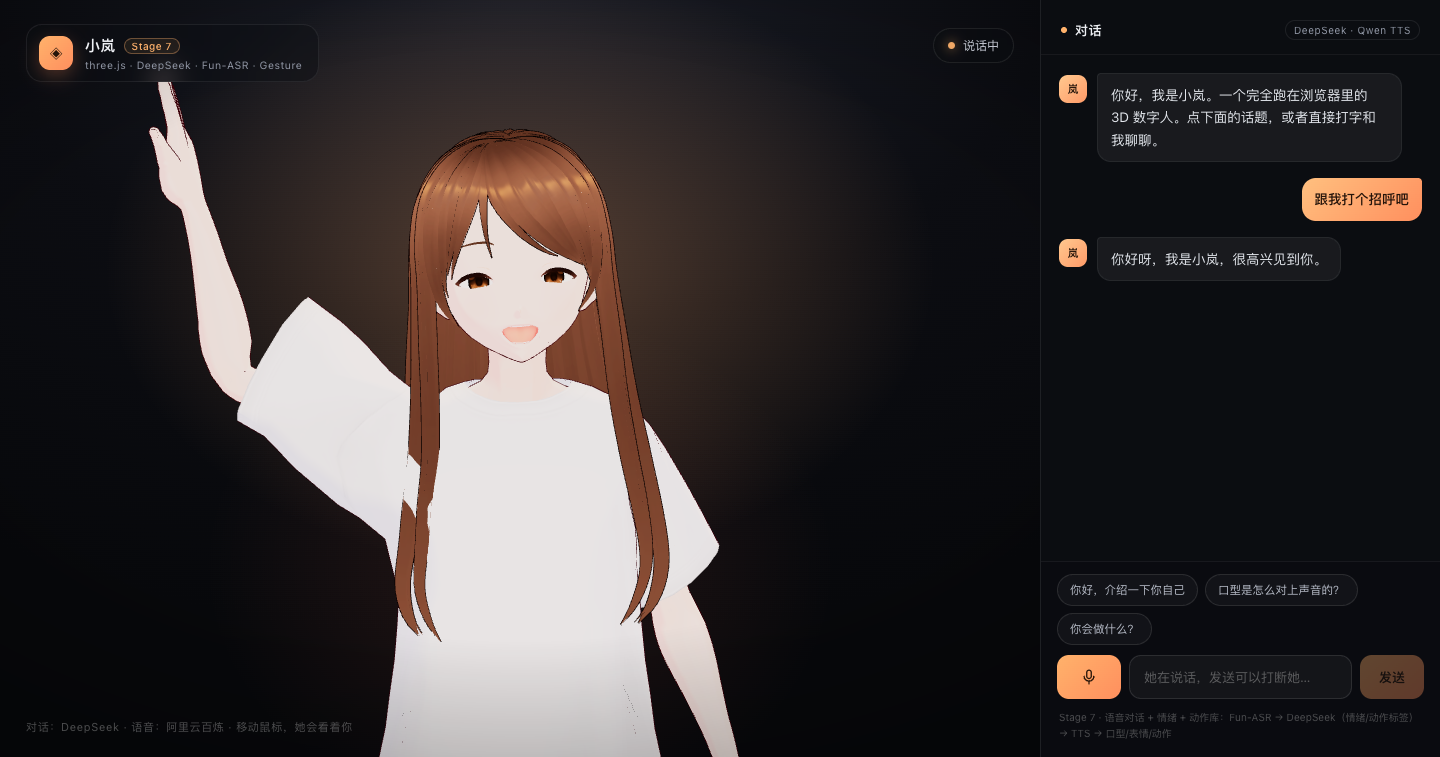 小岚 Stage 7
three.js · DeepSeek · Fun-ASR · Gesture
说话中
对话：DeepSeek · 语音：阿里云百炼 · 移动鼠标，她会看着你
对话
DeepSeek · Qwen TTS
岚
你好，我是小岚。一个完全跑在浏览器里的
3D 数字人。点下面的话题，或者直接打字和
我聊聊。
跟我打个招呼吧
岚
你好呀，我是小岚，很高兴见到你。
你好，介绍一下你自己
口型是怎么对上声音的？
你会做什么？
她在说话，发送可以打断她…
发送
Stage 7 · 语音对话 + 情绪 + 动作库：Fun-ASR → DeepSeek（情绪/动作标签）
→ TTS → 口型/表情/动作